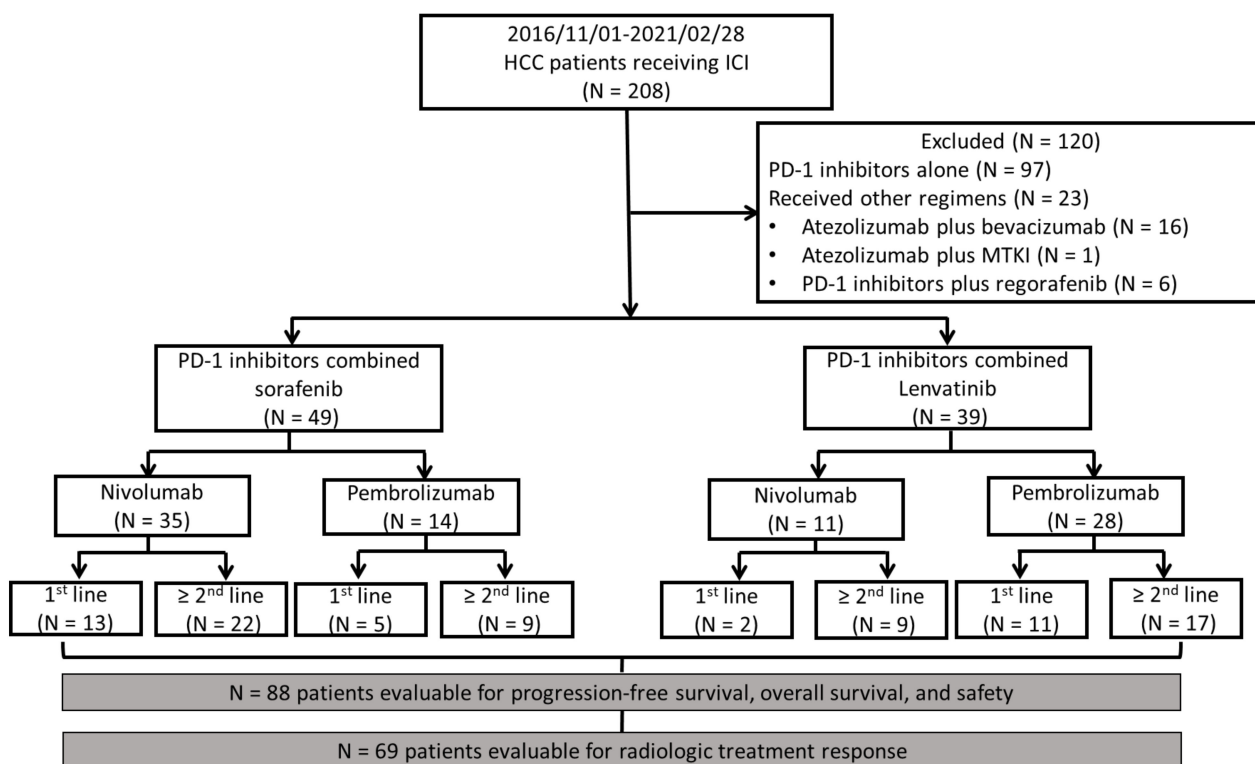 2016/11/01-2021/02/28
HCC patients receiving ICI
(N = 208)
Excluded (N = 120)
PD-1 inhibitors alone (N = 97)
Received other regimens (N = 23)
• Atezolizumab plus bevacizumab (N = 16)
• Atezolizumab plus MTKI (N = 1)
• PD-1 inhibitors plus regorafenib (N = 6)
PD-1 inhibitors combined
sorafenib
(N = 49)
PD-1 inhibitors combined
Lenvatinib
(N = 39)
Nivolumab
(N = 35)
Pembrolizumab
(N = 14)
Nivolumab
(N = 11)
Pembrolizumab
(N = 28)
1st line
(N = 13)
≥ 2nd line
(N = 22)
1st line
(N = 5)
≥ 2nd line
(N = 9)
1st line
(N = 2)
≥ 2nd line
(N = 9)
1st line
(N = 11)
≥ 2nd line
(N = 17)
N = 88 patients evaluable for progression-free survival, overall survival, and safety
N = 69 patients evaluable for radiologic treatment response